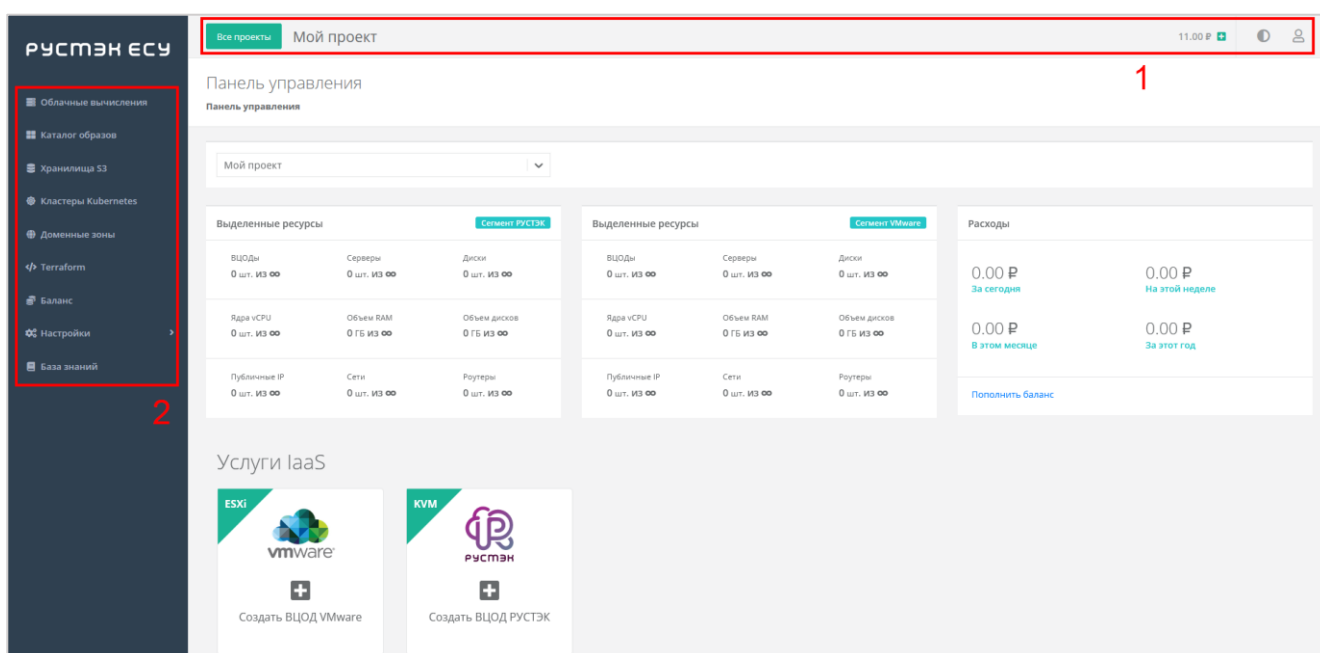 РУСТЭК ЕСУ
Все проекты Мой проект 11.00 ₽
1
Облачные вычисления
Каталог образов
Хранилища S3
Кластеры Kubernetes
Доменные зоны
</> Terraform
Баланс
Настройки
База знаний
2
Панель управления
Панель управления
Мой проект
Выделенные ресурсы Сегмент РУСТЭК
ВЦОДы Серверы Диски
0 шт. из ∞ 0 шт. из ∞ 0 шт. из ∞
Ядра vCPU Объем RAM Объем дисков
0 шт. из ∞ 0 ГБ из ∞ 0 ГБ из ∞
Публичные IP Сети Роутеры
0 шт. из ∞ 0 шт. из ∞ 0 шт. из ∞
Выделенные ресурсы Сегмент VMware
ВЦОДы Серверы Диски
0 шт. из ∞ 0 шт. из ∞ 0 шт. из ∞
Ядра vCPU Объем RAM Объем дисков
0 шт. из ∞ 0 ГБ из ∞ 0 ГБ из ∞
Публичные IP Сети Роутеры
0 шт. из ∞ 0 шт. из ∞ 0 шт. из ∞
Расходы
0.00 ₽ 0.00 ₽
За сегодня На этой неделе
0.00 ₽ 0.00 ₽
В этом месяце За этот год
Пополнить баланс
Услуги IaaS
ESXi
vmware
Создать ВЦОД VMware
KVM
РУСТЭК
Создать ВЦОД РУСТЭК